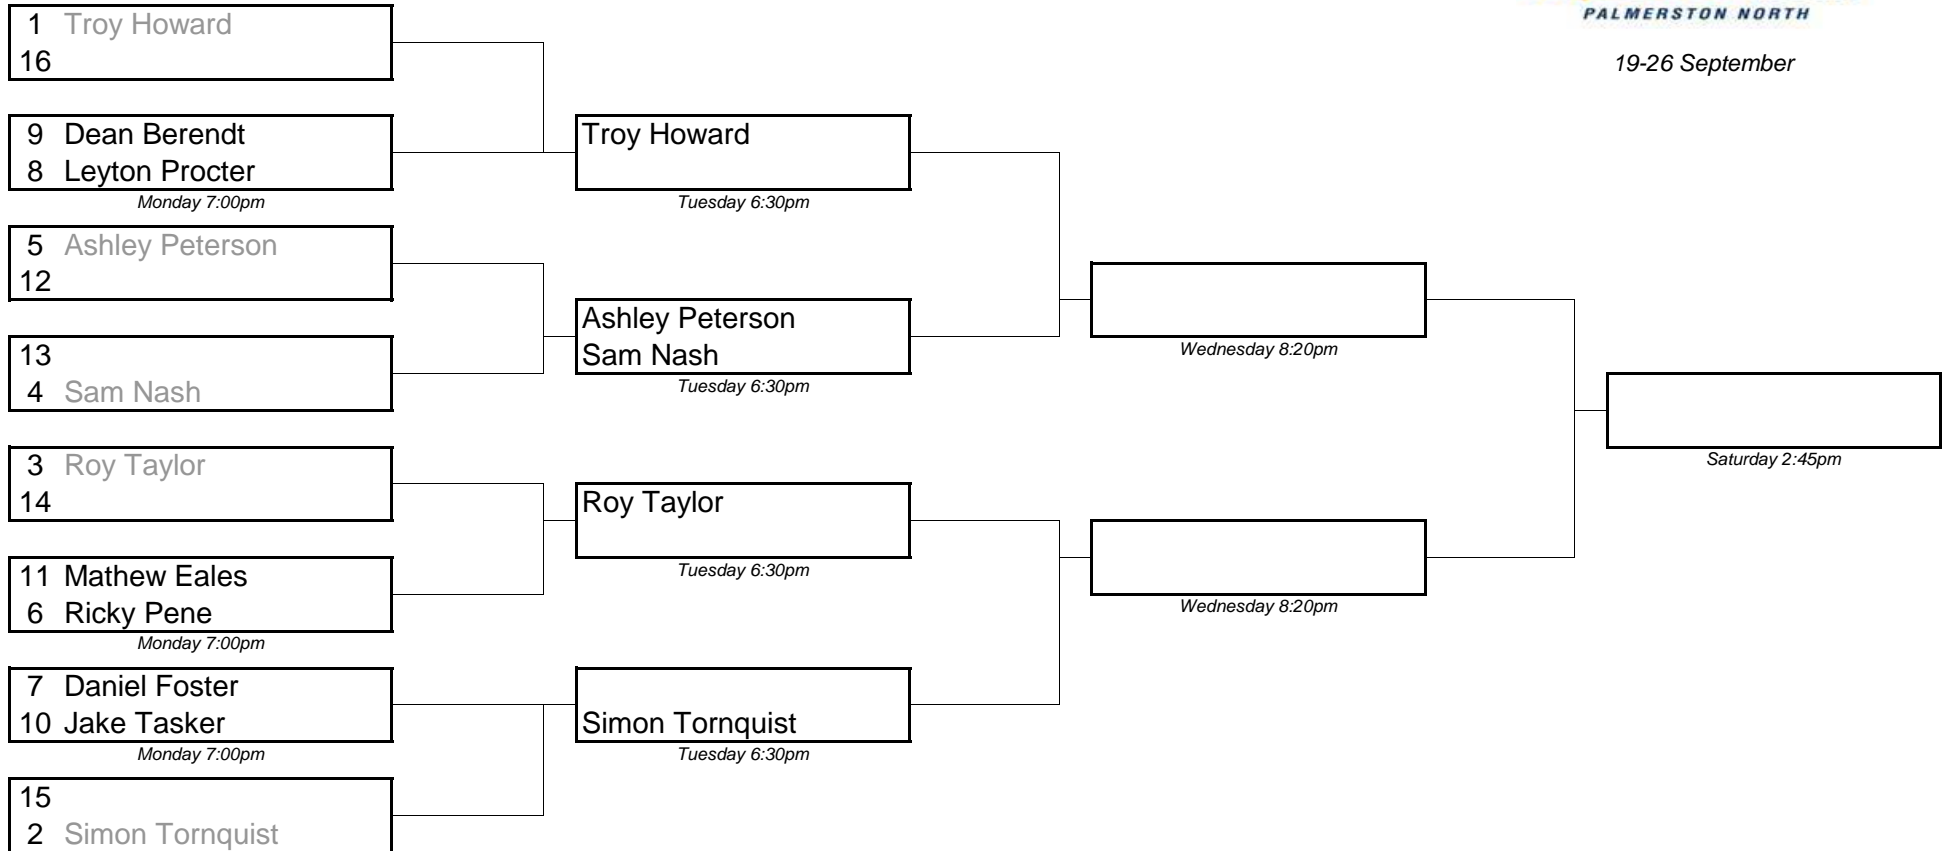 PALMERSTON NORTH
19-26 September
1 Troy Howard
16
9 Dean Berendt
8 Leyton Procter
Monday 7:00pm
5 Ashley Peterson
12
13
4 Sam Nash
3 Roy Taylor
14
11 Mathew Eales
6 Ricky Pene
Monday 7:00pm
7 Daniel Foster
10 Jake Tasker
Monday 7:00pm
15
2 Simon Tornquist
Troy Howard
Tuesday 6:30pm
Ashley Peterson
Sam Nash
Tuesday 6:30pm
Roy Taylor
Tuesday 6:30pm
Simon Tornquist
Tuesday 6:30pm
Wednesday 8:20pm
Wednesday 8:20pm
Saturday 2:45pm